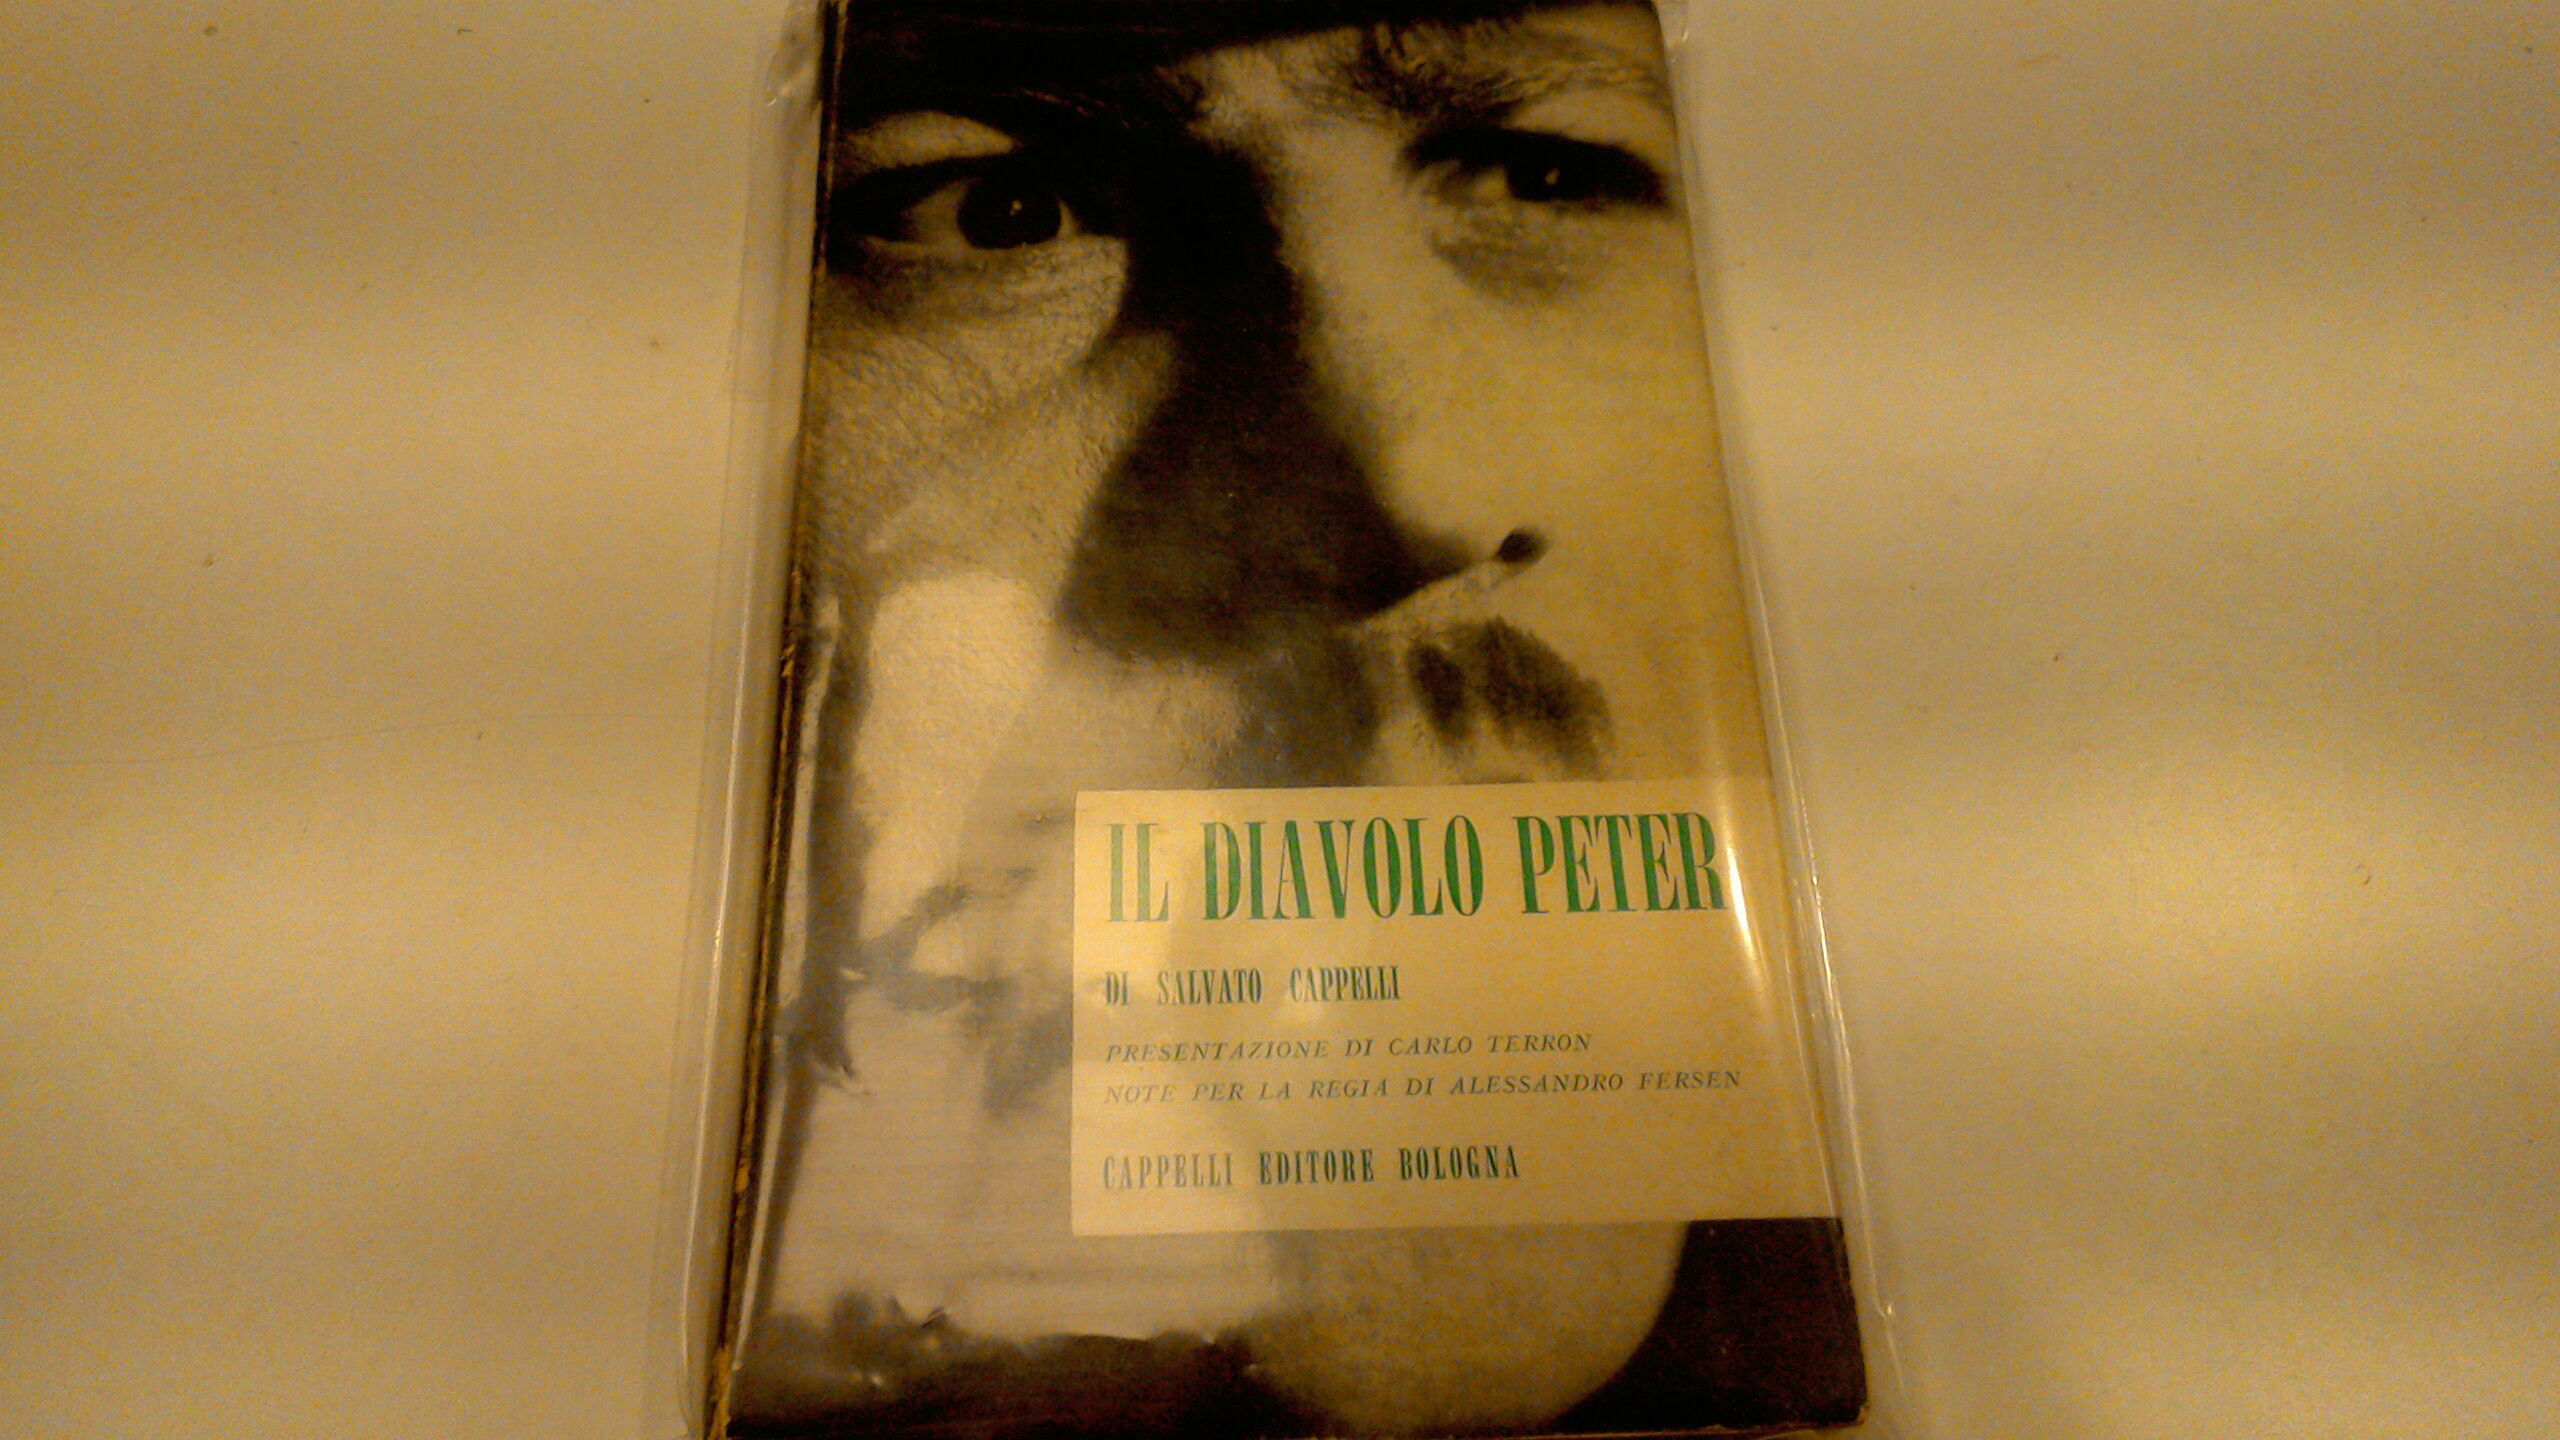 IL DIAVOLO PETER
DI SALVATO CAPPELLI
PRESENTAZIONE DI CARLO TERRON
NOTE PER LA REGIA DI ALESSANDRO FERSEN
CAPPELLI EDITORE BOLOGNA